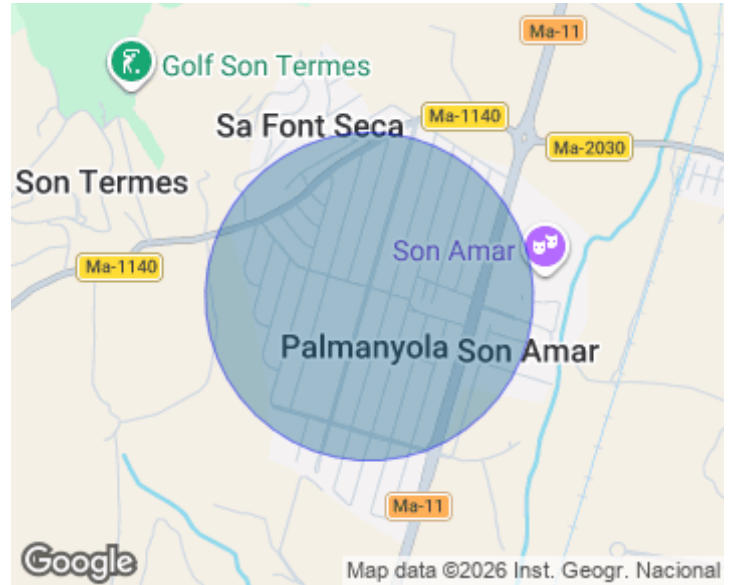 Ma-11
Golf Son Termes
Sa Font Seca
Ma-1140
Ma-2030
Son Termes
Son Amar
Ma-1140
Palmanyola
Son Amar
Ma-11
Google
Map data ©2026 Inst. Geogr. Nacional